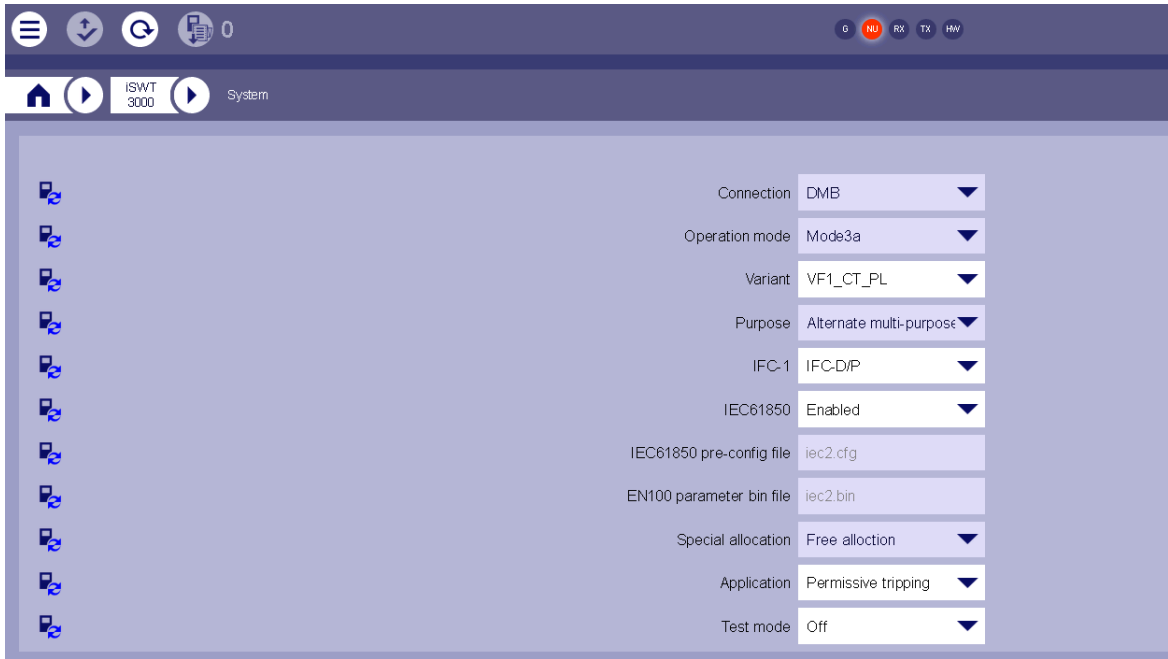 0
G NU RX TX HW
iSWT
3000
System
Connection DMB
Operation mode Mode3a
Variant VF1_CT_PL
Purpose Alternate multi-purpose
IFC-1 IFC-D/P
IEC61850 Enabled
IEC61850 pre-config file iec2.cfg
EN100 parameter bin file iec2.bin
Special allocation Free alloction
Application Permissive tripping
Test mode Off